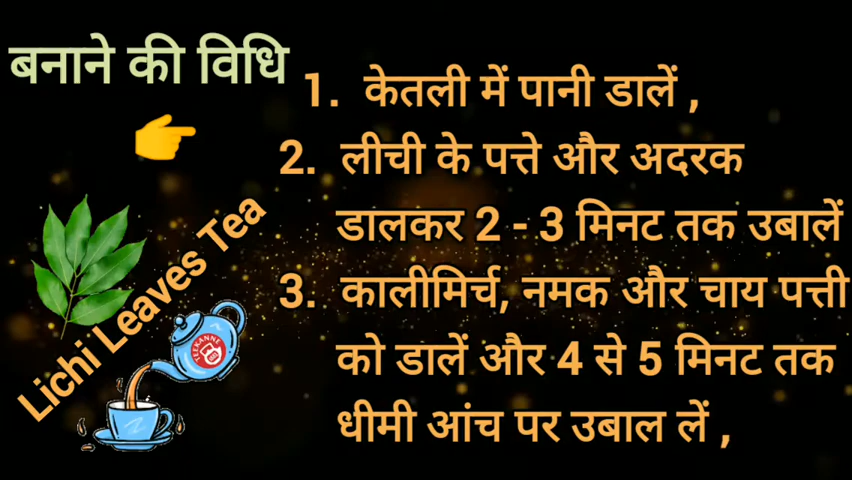 बनाने की विधि
1. केतली में पानी डालें ,
2. लीची के पत्ते और अदरक
डालकर 2 - 3 मिनट तक उबालें
3. कालीमिर्च, नमक और चाय पत्ती
को डालें और 4 से 5 मिनट तक
धीमी आंच पर उबाल लें ,
Lichi Leaves Tea
TEEKANNE